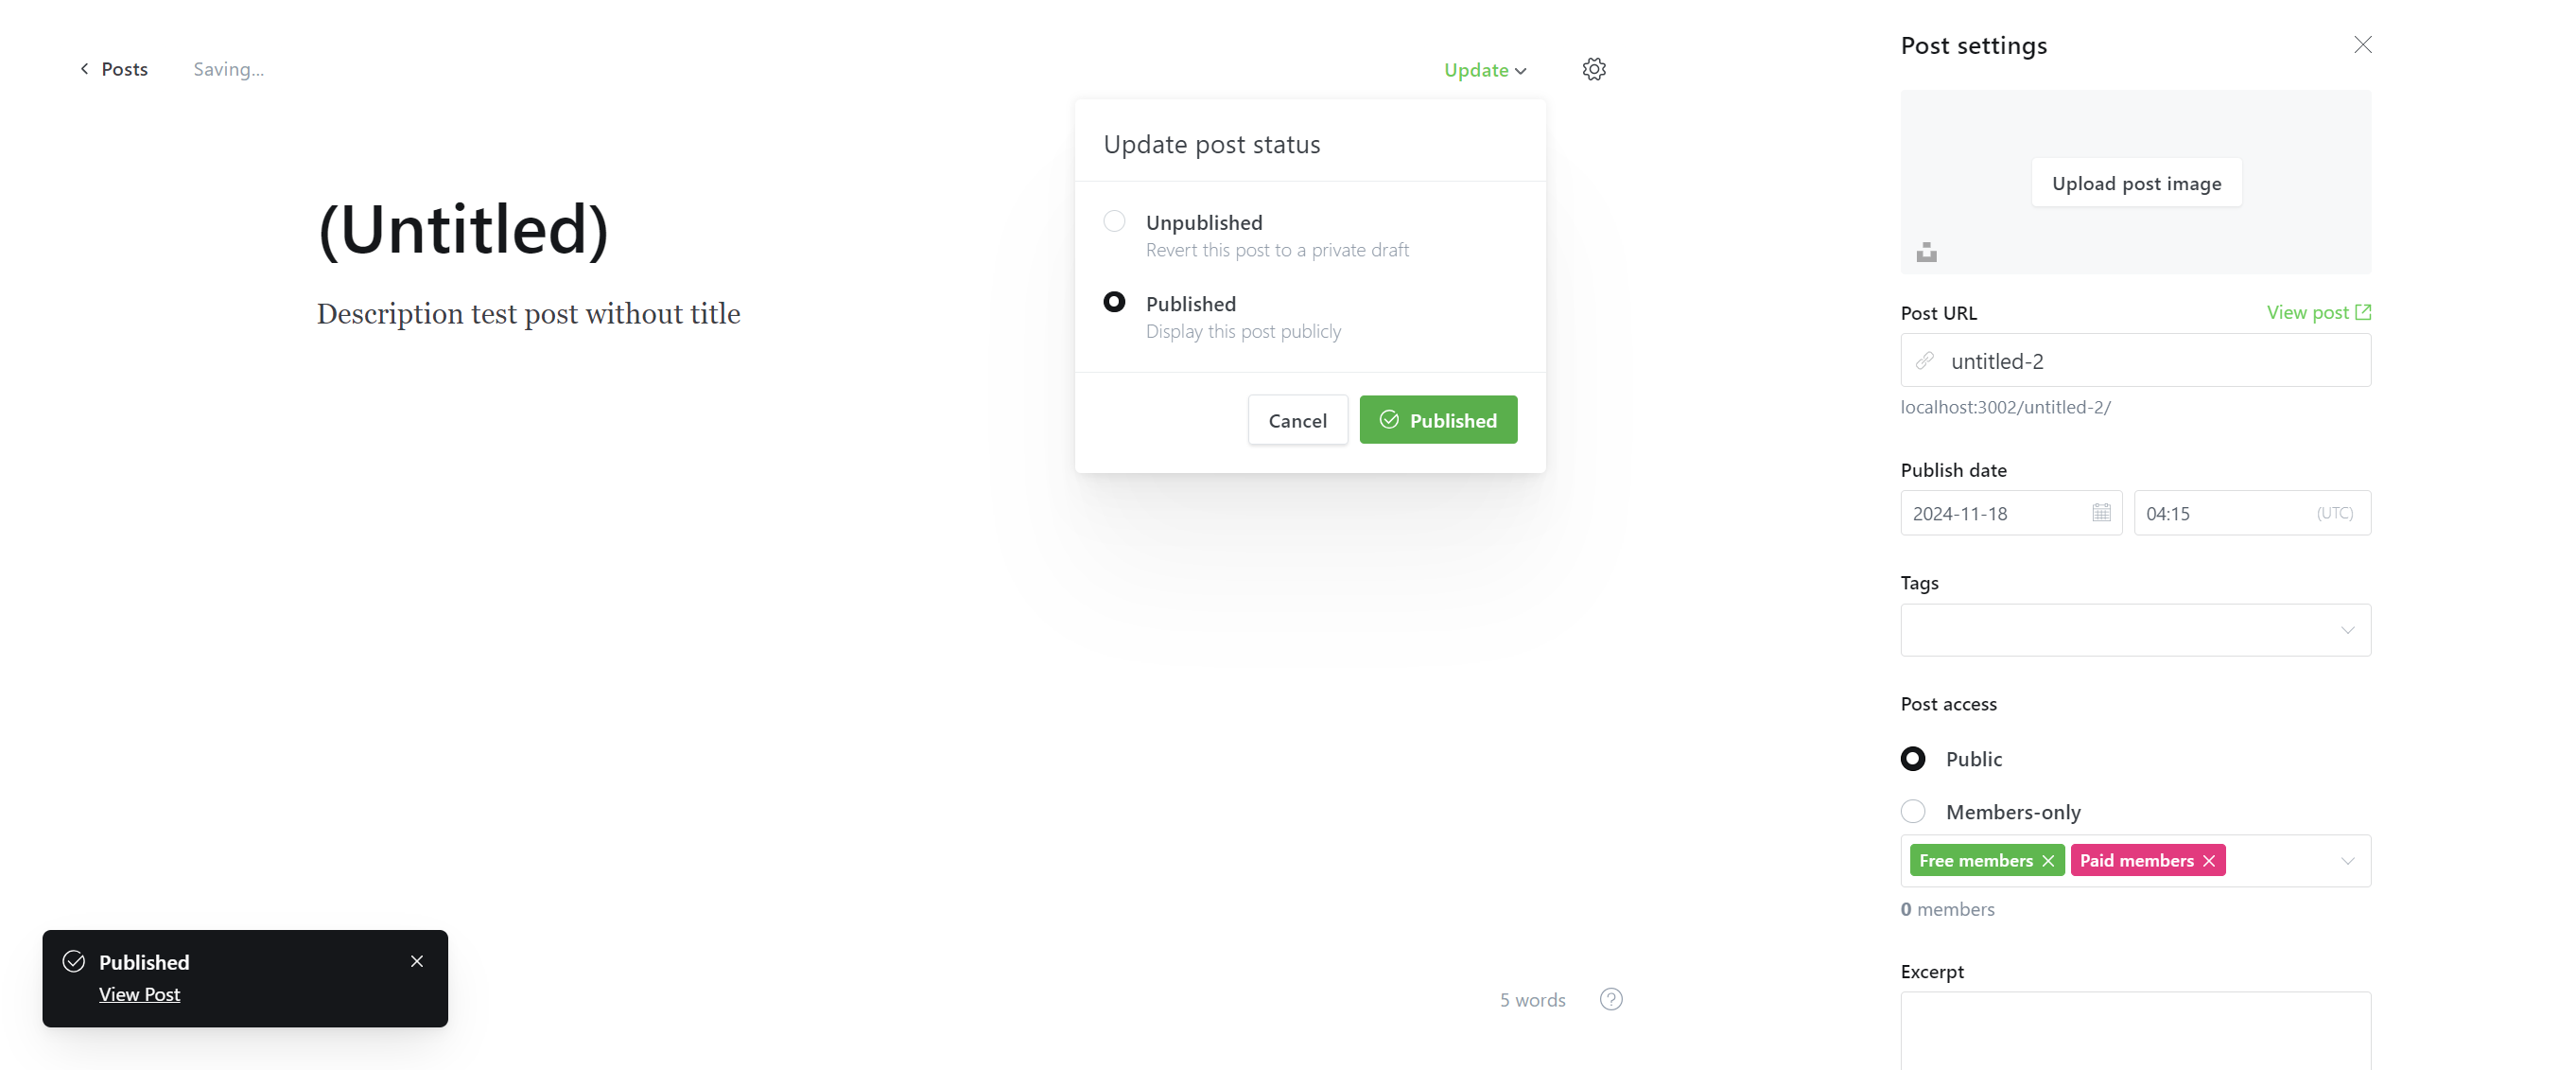 Posts
Saving...
Update
(Untitled)
Description test post without title
Update post status
Unpublished
Revert this post to a private draft
Published
Display this post publicly
Cancel
Published
Published
View Post
5 words
?
Post settings
Upload post image
Post URL
View post
untitled-2
localhost:3002/untitled-2/
Publish date
2024-11-18
04:15
(UTC)
Tags
Post access
Public
Members-only
Free members
Paid members
0 members
Excerpt